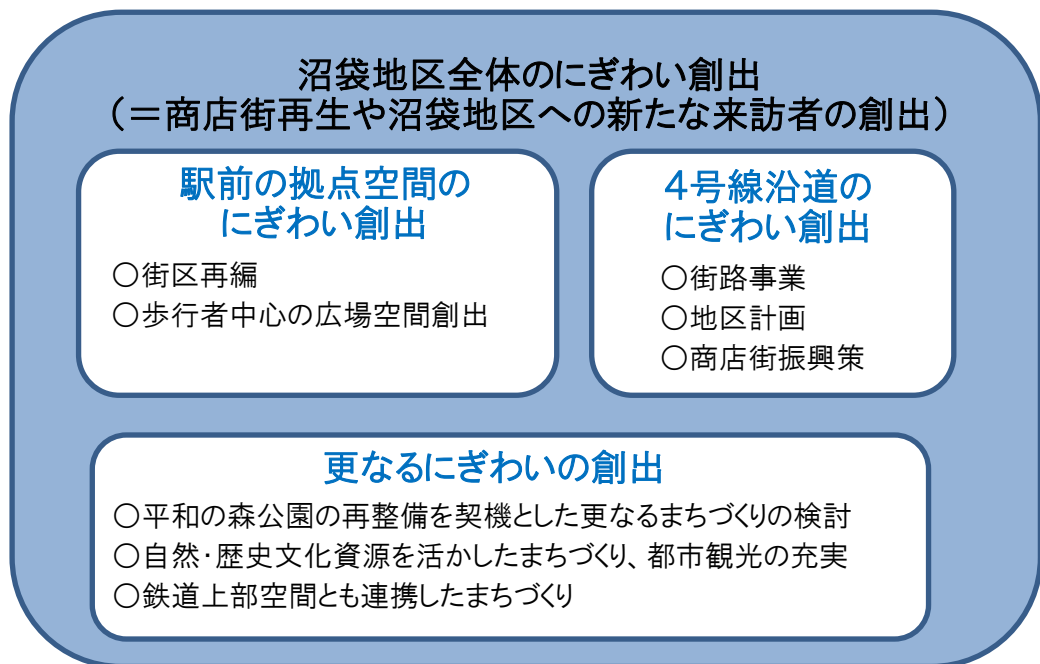 沼袋地区全体のにぎわい創出
（＝商店街再生や沼袋地区への新たな来訪者の創出）
駅前の拠点空間の
にぎわい創出
○街区再編
○歩行者中心の広場空間創出
４号線沿道の
にぎわい創出
○街路事業
○地区計画
○商店街振興策
更なるにぎわいの創出
○平和の森公園の再整備を契機とした更なるまちづくりの検討
○自然・歴史文化資源を活かしたまちづくり、都市観光の充実
○鉄道上部空間とも連携したまちづくり